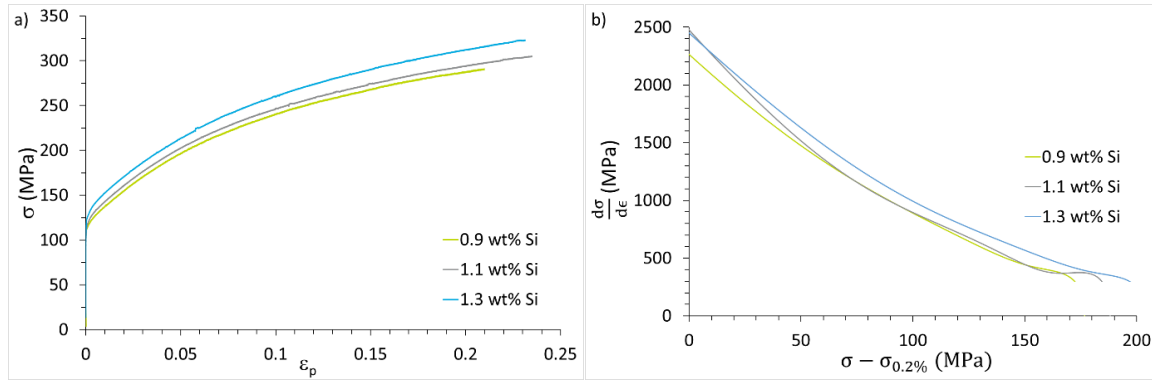 a)
350
300
250
200
150
100
50
0
σ (MPa)
0.9 wt% Si
1.1 wt% Si
1.3 wt% Si
0 0.05 0.1 0.15 0.2 0.25
εp
b)
2500
2000
1500
1000
500
0
dσ/dϵ (MPa)
0.9 wt% Si
1.1 wt% Si
1.3 wt% Si
0 50 100 150 200
σ − σ0.2% (MPa)